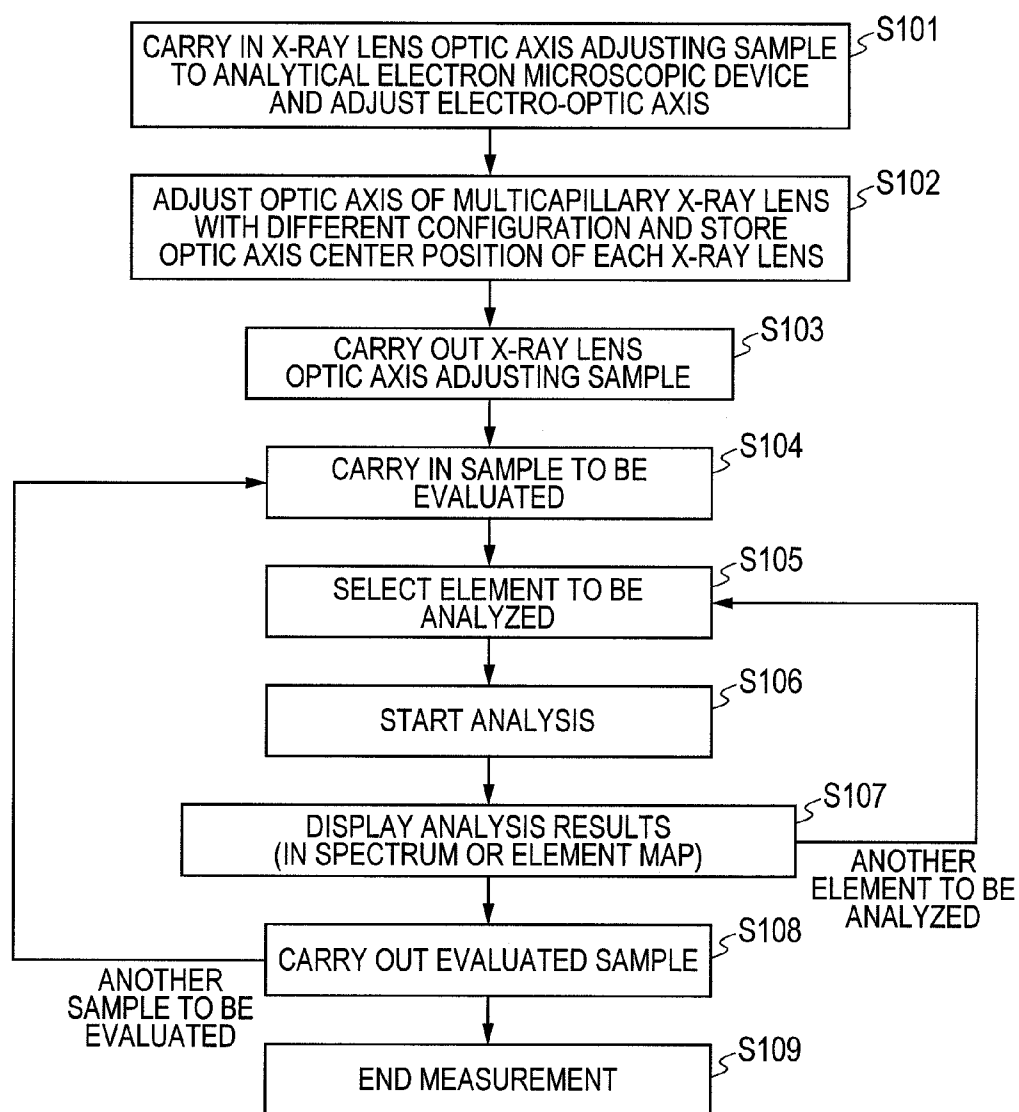 S101
CARRY IN X-RAY LENS OPTIC AXIS ADJUSTING SAMPLE
TO ANALYTICAL ELECTRON MICROSCOPIC DEVICE
AND ADJUST ELECTRO-OPTIC AXIS
S102
ADJUST OPTIC AXIS OF MULTICAPILLARY X-RAY LENS
WITH DIFFERENT CONFIGURATION AND STORE
OPTIC AXIS CENTER POSITION OF EACH X-RAY LENS
S103
CARRY OUT X-RAY LENS
OPTIC AXIS ADJUSTING SAMPLE
S104
CARRY IN SAMPLE TO BE
EVALUATED
S105
SELECT ELEMENT TO BE
ANALYZED
S106
START ANALYSIS
S107
DISPLAY ANALYSIS RESULTS
(IN SPECTRUM OR ELEMENT MAP)
ANOTHER
ELEMENT TO BE
ANALYZED
S108
CARRY OUT EVALUATED SAMPLE
ANOTHER
SAMPLE TO BE
EVALUATED
S109
END MEASUREMENT